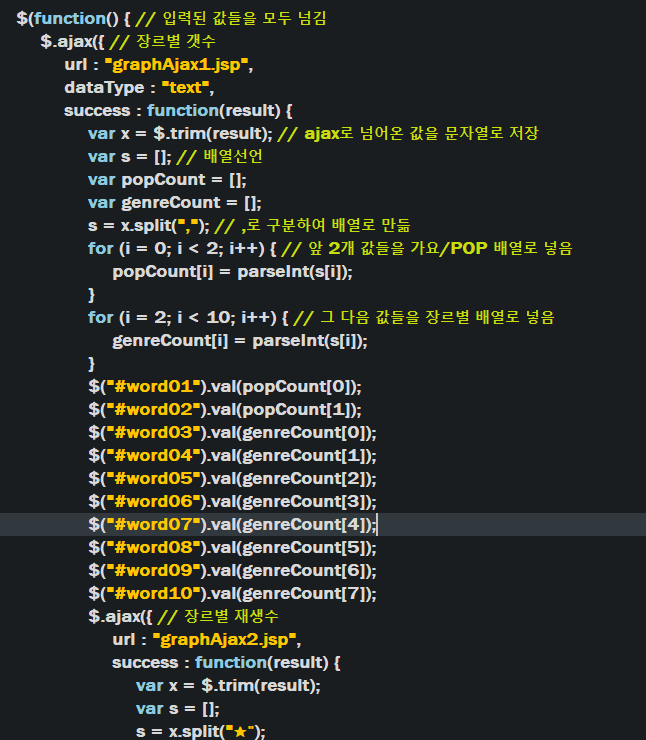 $(function() { // 입력된 값들을 모두 넘김
$.ajax({ // 장르별 갯수
url : "graphAjax1.jsp",
dataType : "text",
success : function(result) {
var x = $.trim(result); // ajax로 넘어온 값을 문자열로 저장
var s = []; // 배열선언
var popCount = [];
var genreCount = [];
s = x.split(","); // ,로 구분하여 배열로 만듦
for (i = 0; i < 2; i++) { // 앞 2개 값들을 가요/POP 배열로 넣음
popCount[i] = parseInt(s[i]);
}
for (i = 2; i < 10; i++) { // 그 다음 값들을 장르별 배열로 넣음
genreCount[i] = parseInt(s[i]);
}
$("#word01").val(popCount[0]);
$("#word02").val(popCount[1]);
$("#word03").val(genreCount[0]);
$("#word04").val(genreCount[1]);
$("#word05").val(genreCount[2]);
$("#word06").val(genreCount[3]);
$("#word07").val(genreCount[4]);
$("#word08").val(genreCount[5]);
$("#word09").val(genreCount[6]);
$("#word10").val(genreCount[7]);
$.ajax({ // 장르별 재생수
url : "graphAjax2.jsp",
success : function(result) {
var x = $.trim(result);
var s = [];
s = x.split("★");